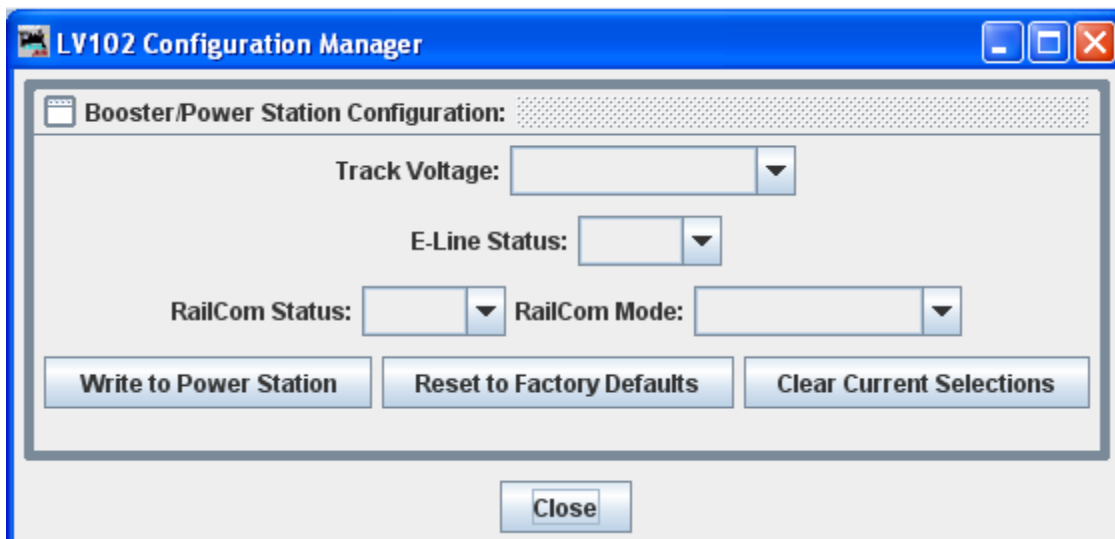 LV102 Configuration Manager
Booster/Power Station Configuration:
Track Voltage:
E-Line Status:
RailCom Status: RailCom Mode:
Write to Power Station Reset to Factory Defaults Clear Current Selections
Close